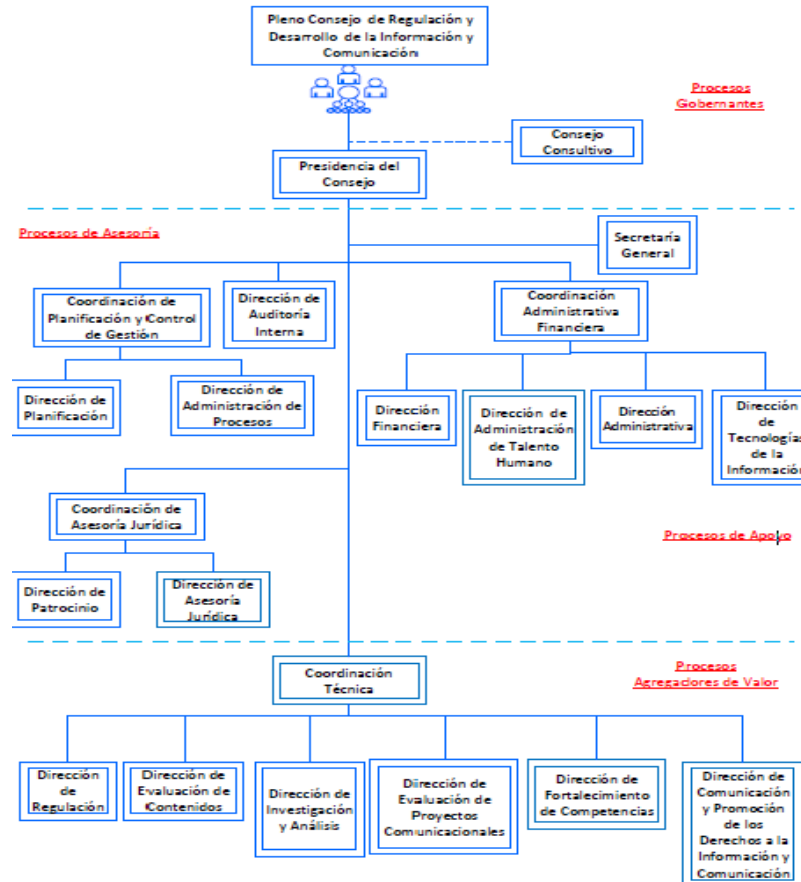 Pleno Consejo de Regulación y
Desarrollo de la Información y
Comunicación
Procesos
Gobernantes
Consejo
Consultivo
Presidencia del
Consejo
Procesos de Asesoría
Secretaría
General
Coordinación de
Planificación y Control
de Gestión
Dirección de
Auditoría
Interna
Coordinación
Administrativa
Financiera
Dirección de
Planificación
Dirección de
Administración de
Procesos
Dirección
Financiera
Dirección de
Administración
de Talento
Humano
Dirección
Administrativa
Dirección
de
Tecnologías
de la
Información
Coordinación de
Asesoría Jurídica
Procesos de Apoyo
Dirección de
Patrocinio
Dirección de
Asesoría
Jurídica
Coordinación
Técnica
Procesos
Agregadores de Valor
Dirección
de
Regulación
Dirección de
Evaluación de
Contenidos
Dirección de
Investigación
y Análisis
Dirección de
Evaluación de
Proyectos
Comunicacionales
Dirección de
Fortalecimiento
de Competencias
Dirección de
Comunicación
y Promoción
de los
Derechos a la
Información y
Comunicación